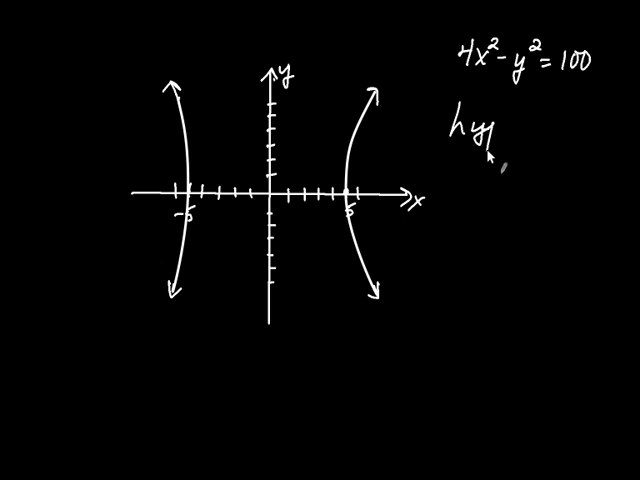 4x² - y² = 100
hyp
y
x
-5
5